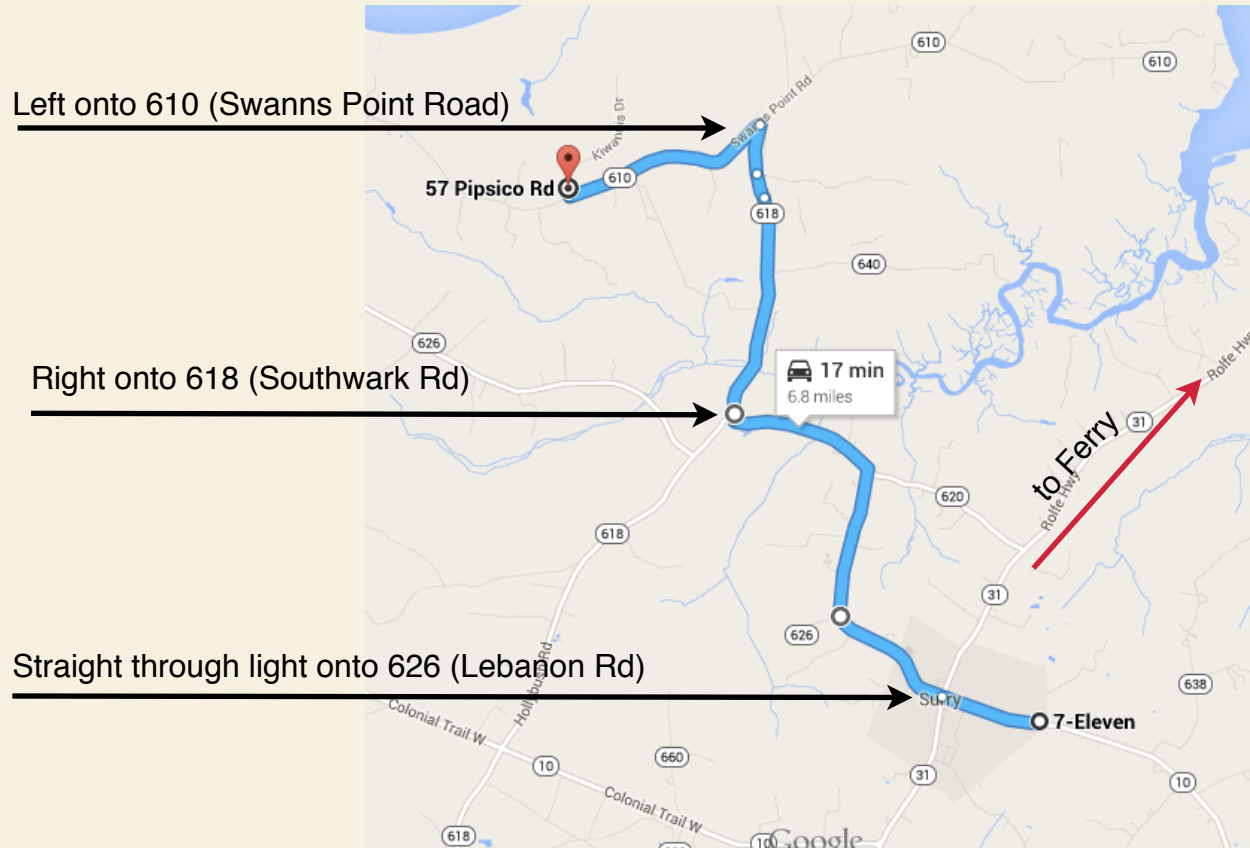 610
610
Left onto 610 (Swanns Point Road)
Swanns Point Rd
Kiwannis Dr
57 Pipsico Rd
610
618
640
626
Right onto 618 (Southwark Rd)
17 min
6.8 miles
Rolfe Hwy
31
to Ferry
Rolfe Hwy
620
618
31
626
Straight through light onto 626 (Lebanon Rd)
Hollybush Rd
Surry
638
7-Eleven
Colonial Trail W
10
660
31
10
Colonial Trail W
618
10
Google